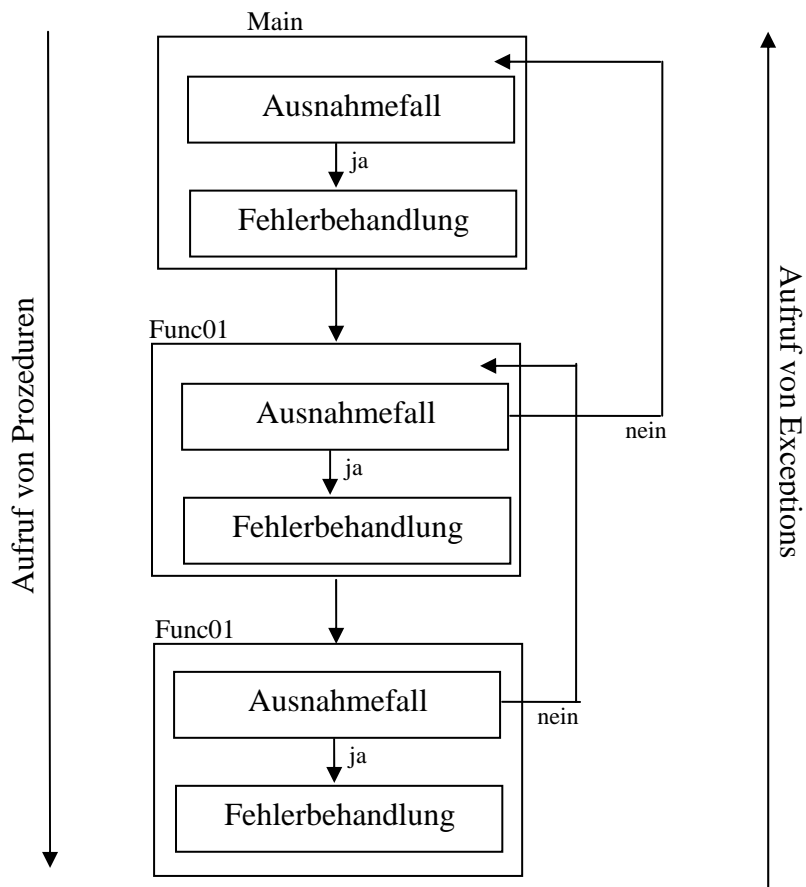 Main
Ausnahmefall
ja
Fehlerbehandlung
Func01
Ausnahmefall
nein
ja
Fehlerbehandlung
Func01
Ausnahmefall
nein
ja
Fehlerbehandlung
Aufruf von Prozeduren
Aufruf von Exceptions